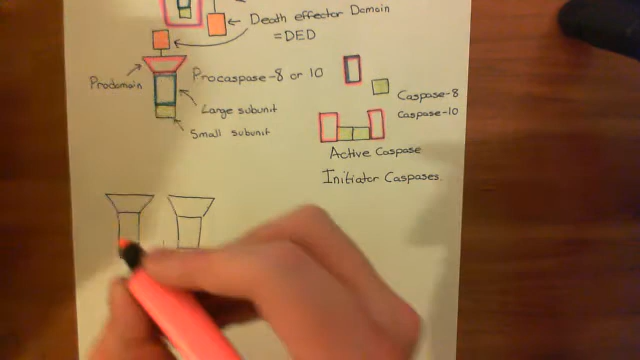 Death effector Domain
=DED
Prodomain
Procaspase-8 or 10
Large subunit
Small subunit
Caspase-8
Caspase-10
Active Caspase
Initiator Caspases.